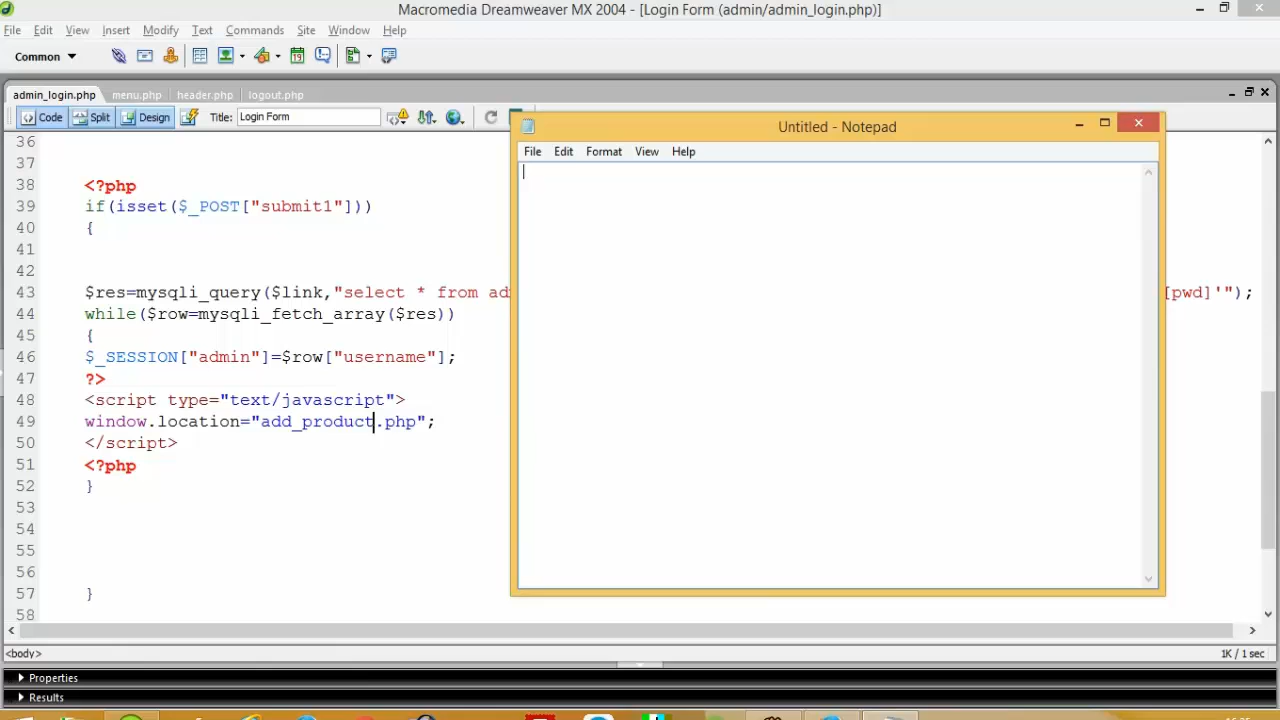 Macromedia Dreamweaver MX 2004 - [Login Form (admin/admin_login.php)]
File Edit View Insert Modify Text Commands Site Window Help
Common
admin_login.php menu.php header.php logout.php
Code Split Design Title: Login Form
Untitled - Notepad
File Edit Format View Help
36
37
38 <?php
39 if(isset($_POST["submit1"]))
40 {
41
42
43 $res=mysqli_query($link,"select * from adm [pwd]'");
44 while($row=mysqli_fetch_array($res))
45 {
46 $_SESSION["admin"]=$row["username"];
47 ?>
48 <script type="text/javascript">
49 window.location="add_product.php";
50 </script>
51 <?php
52 }
53
54
55
56
57 }
58
<body> 1K / 1 sec
Properties
Results